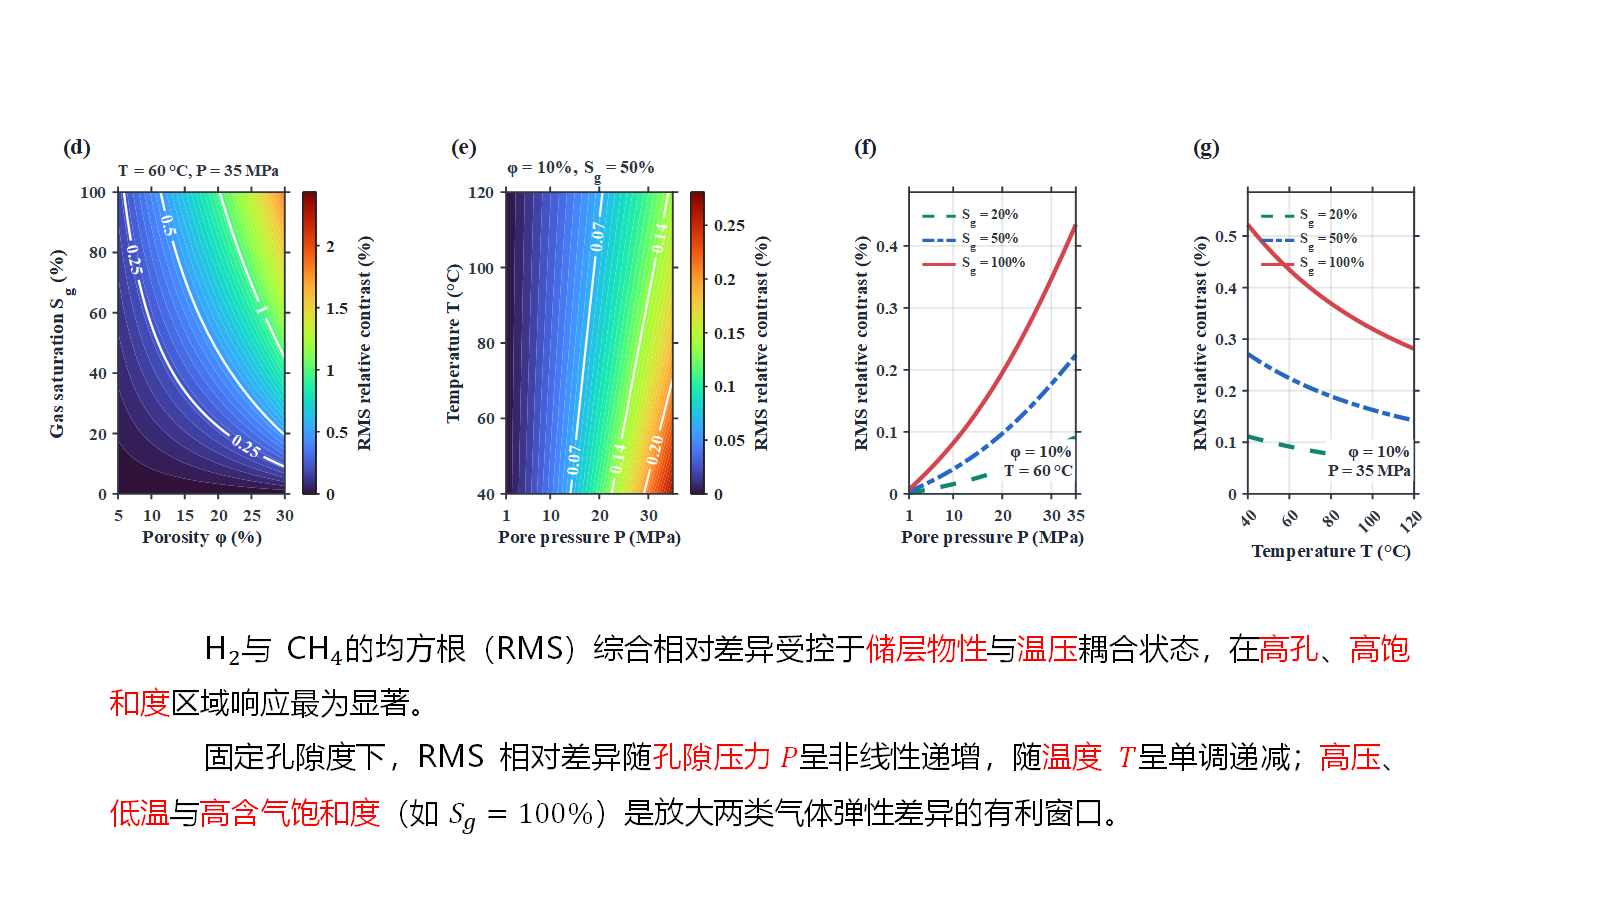 (d)
T = 60 °C, P = 35 MPa
100
80
60
40
20
0
Gas saturation Sg (%)
5 10 15 20 25 30
Porosity φ (%)
0.25
0.5
1
0.25
2
1.5
1
0.5
0
RMS relative contrast (%)
(e)
φ = 10%, Sg = 50%
120
100
80
60
40
Temperature T (°C)
1 10 20 30
Pore pressure P (MPa)
0.07
0.14
0.07
0.14
0.20
0.25
0.2
0.15
0.1
0.05
0
RMS relative contrast (%)
(f)
Sg = 20%
Sg = 50%
Sg = 100%
0.4
0.3
0.2
0.1
0
RMS relative contrast (%)
φ = 10%
T = 60 °C
1 10 20 30 35
Pore pressure P (MPa)
(g)
Sg = 20%
Sg = 50%
Sg = 100%
0.5
0.4
0.3
0.2
0.1
0
RMS relative contrast (%)
φ = 10%
P = 35 MPa
40 60 80 100 120
Temperature T (°C)
H₂与 CH₄的均方根（RMS）综合相对差异受控于储层物性与温压耦合状态，在高孔、高饱
和度区域响应最为显著。
固定孔隙度下，RMS 相对差异随孔隙压力 P呈非线性递增，随温度 T呈单调递减；高压、
低温与高含气饱和度（如 Sg = 100%）是放大两类气体弹性差异的有利窗口。